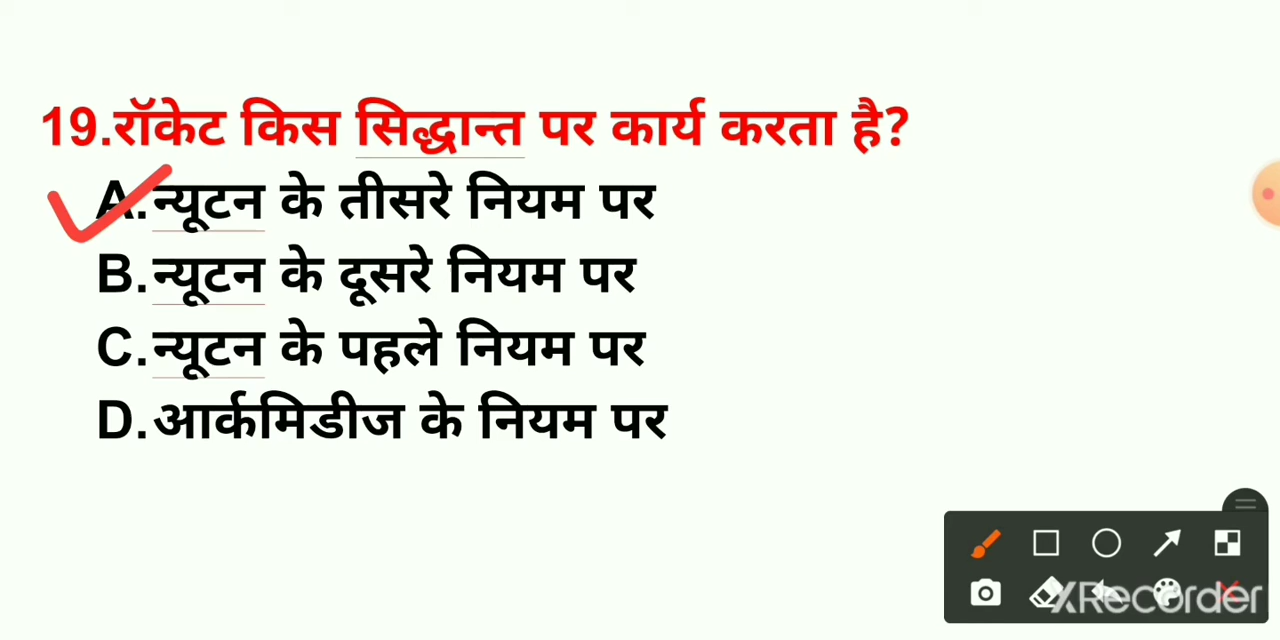 19.रॉकेट किस सिद्धान्त पर कार्य करता है?
A.न्यूटन के तीसरे नियम पर
B.न्यूटन के दूसरे नियम पर
C.न्यूटन के पहले नियम पर
D.आर्कमिडीज के नियम पर
XRecorder